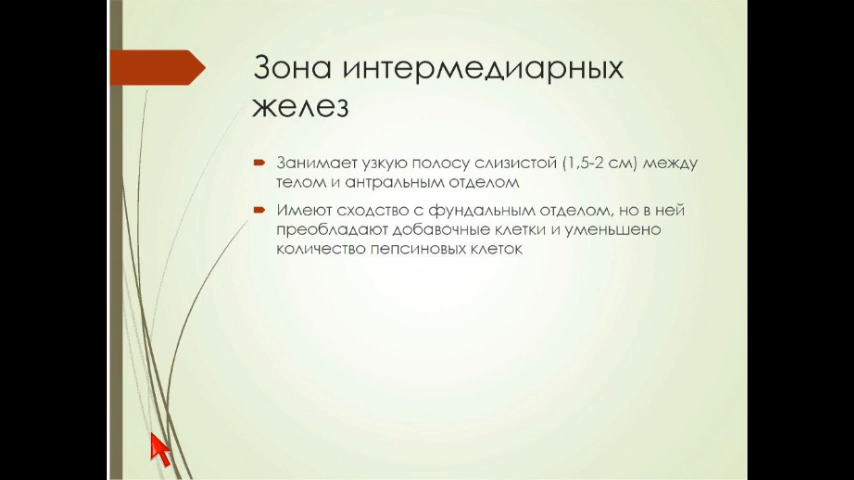 Зона интермедиарных
желез
Занимает узкую полосу слизистой (1,5-2 см) между
телом и антральным отделом
Имеют сходство с фундальным отделом, но в ней
преобладают добавочные клетки и уменьшено
количество пепсиновых клеток